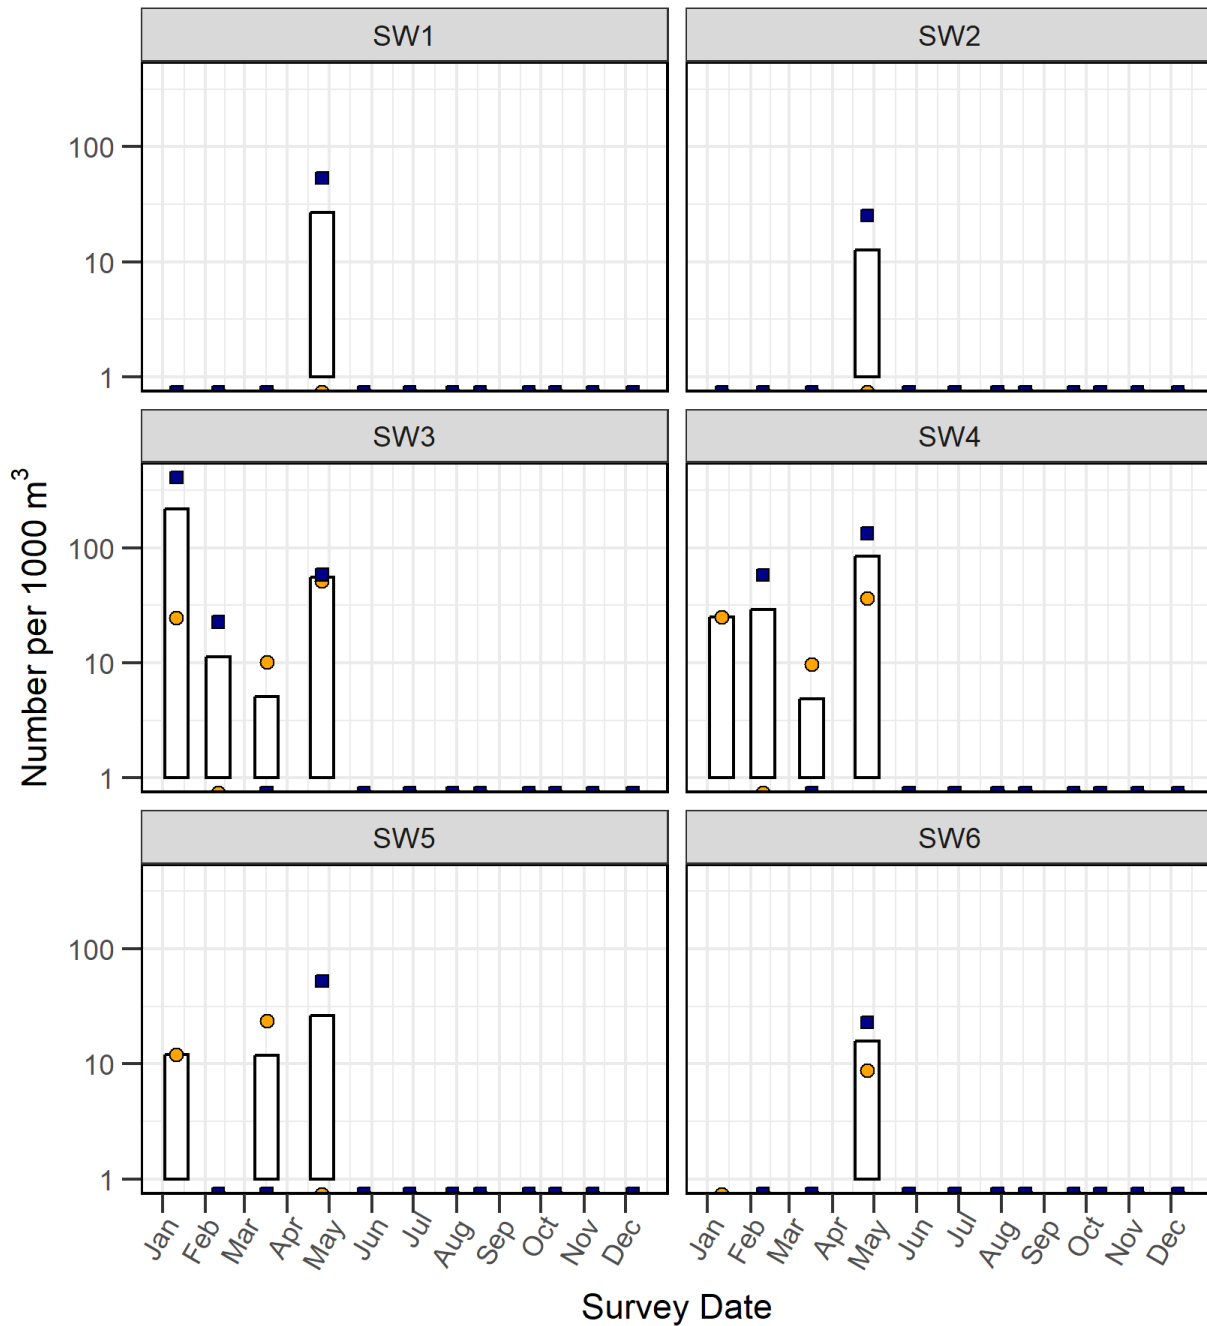 SW1
SW2
100
10
1
SW3
SW4
100
10
1
Number per 1000 m³
SW5
SW6
100
10
1
Jan Feb Mar Apr May Jun Jul Aug Sep Oct Nov Dec
Jan Feb Mar Apr May Jun Jul Aug Sep Oct Nov Dec
Survey Date